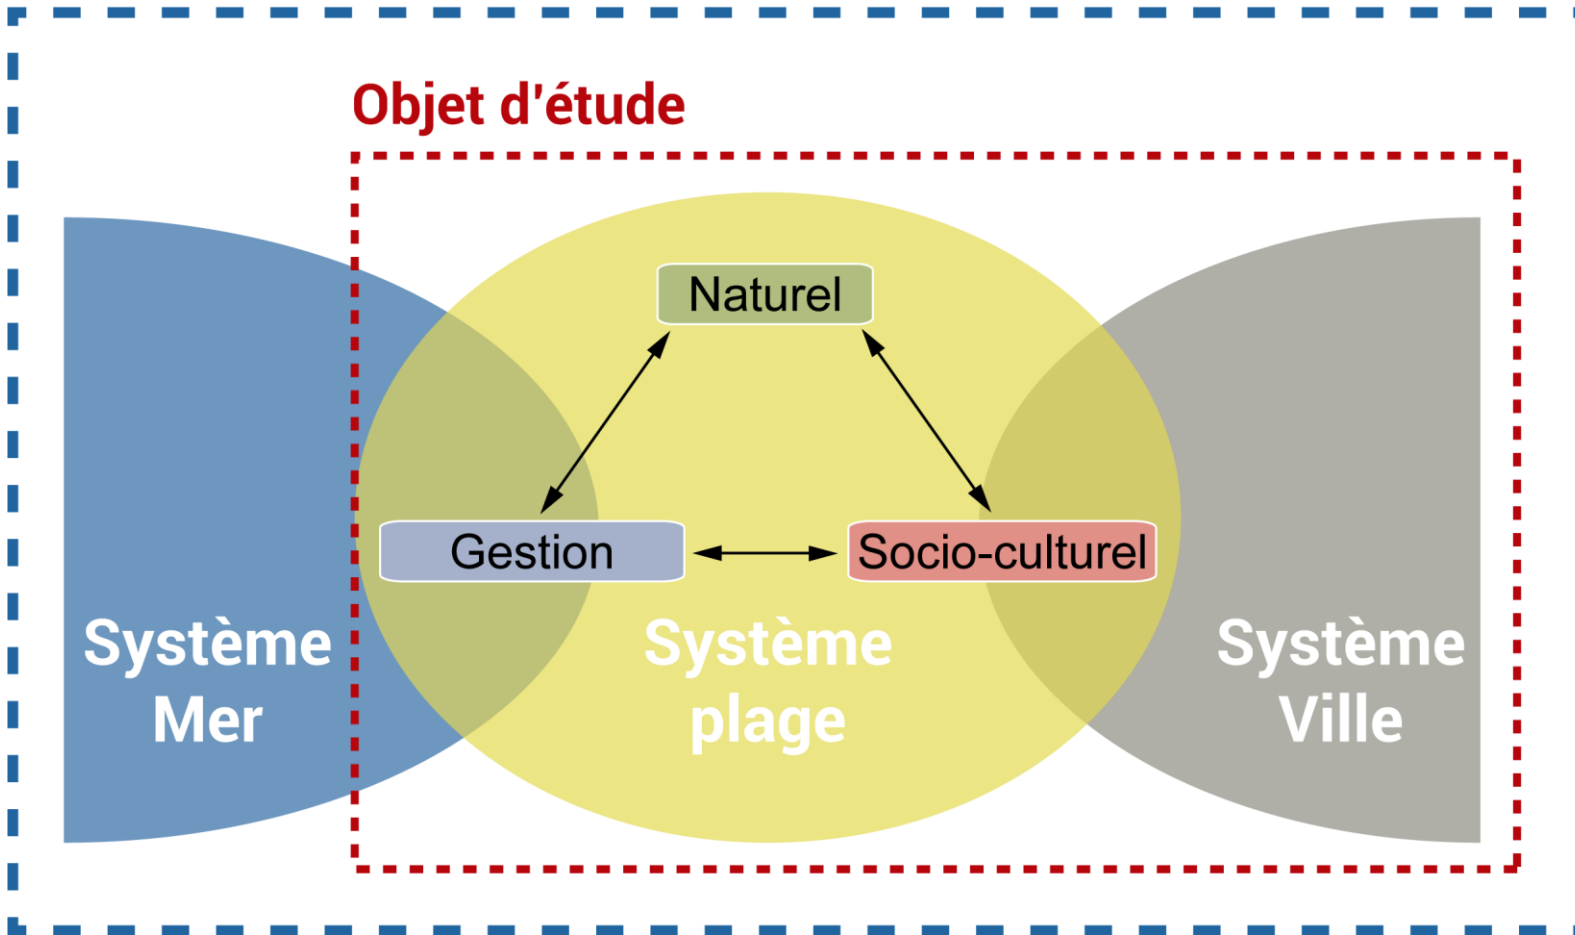 Objet d'étude
Naturel
Gestion
Socio-culturel
Système
Mer
Système
plage
Système
Ville